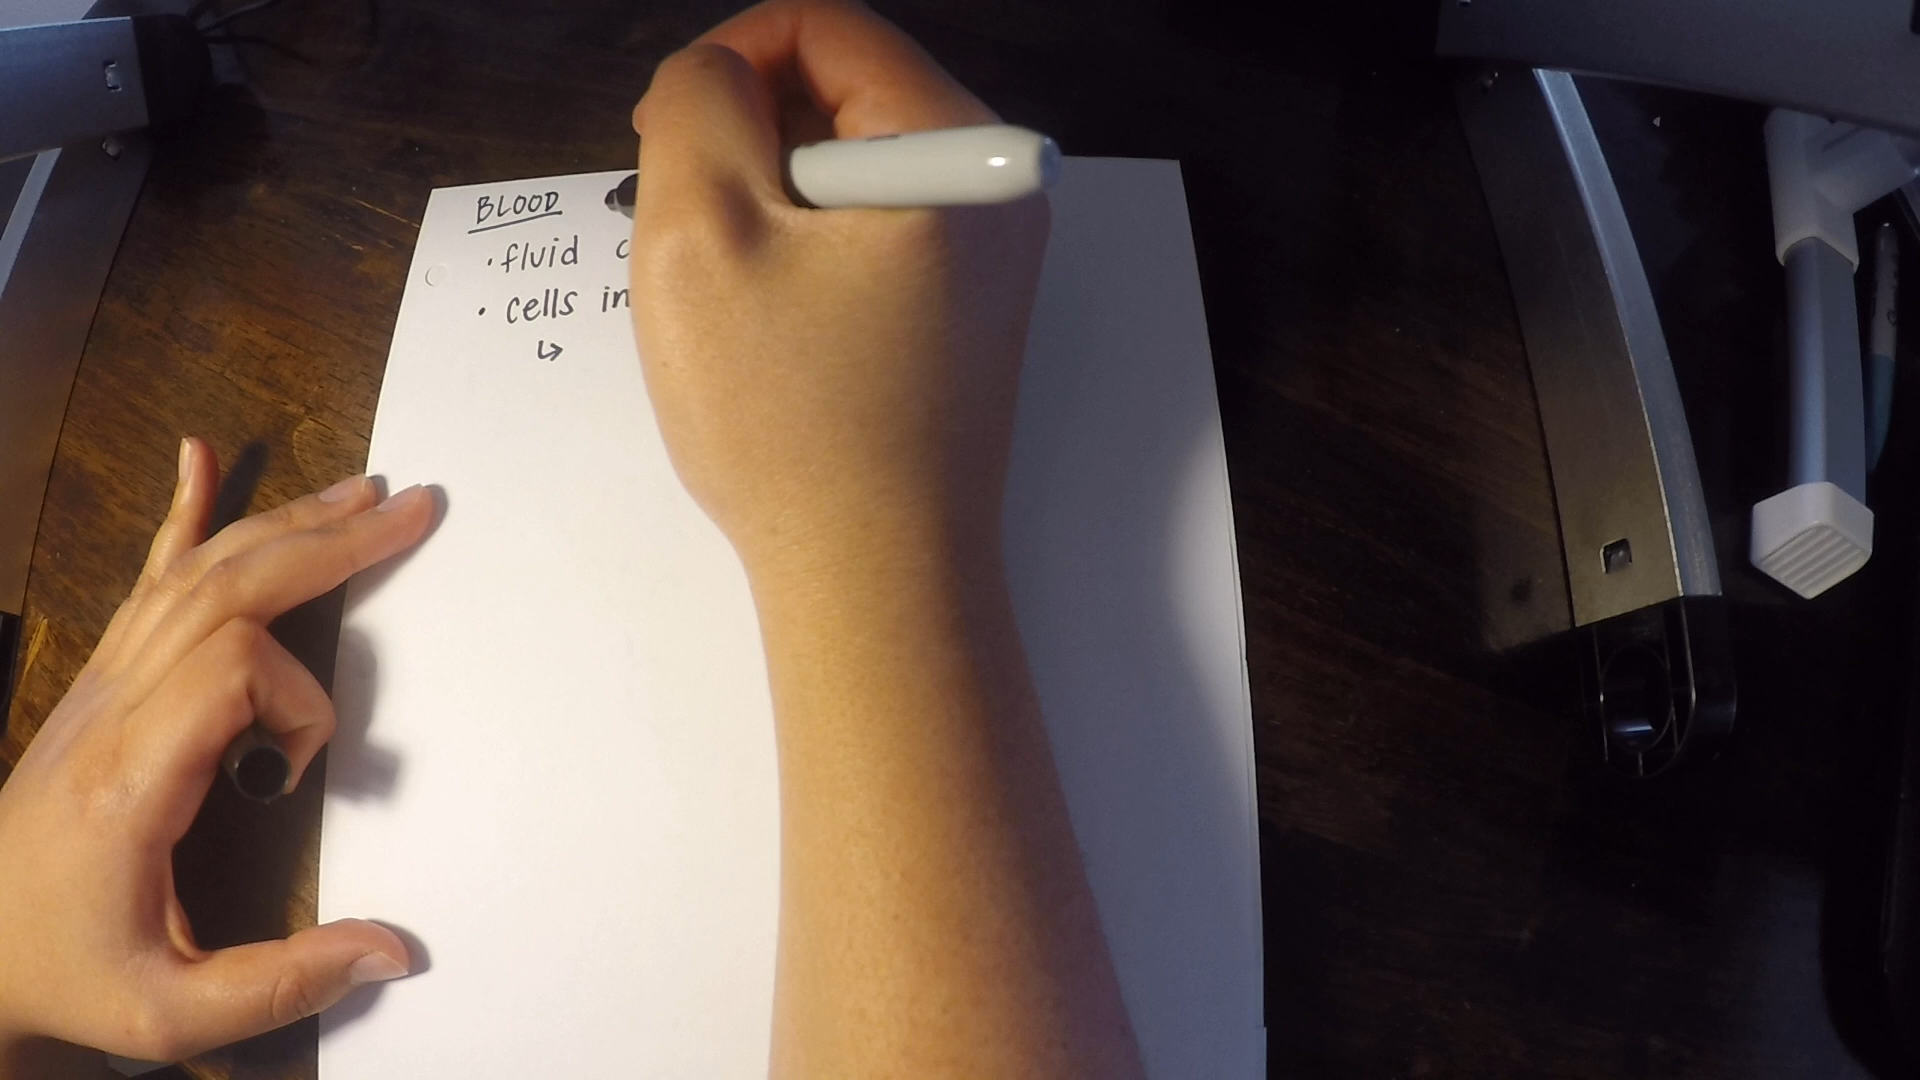 BLOOD
• fluid
• cells in
↳